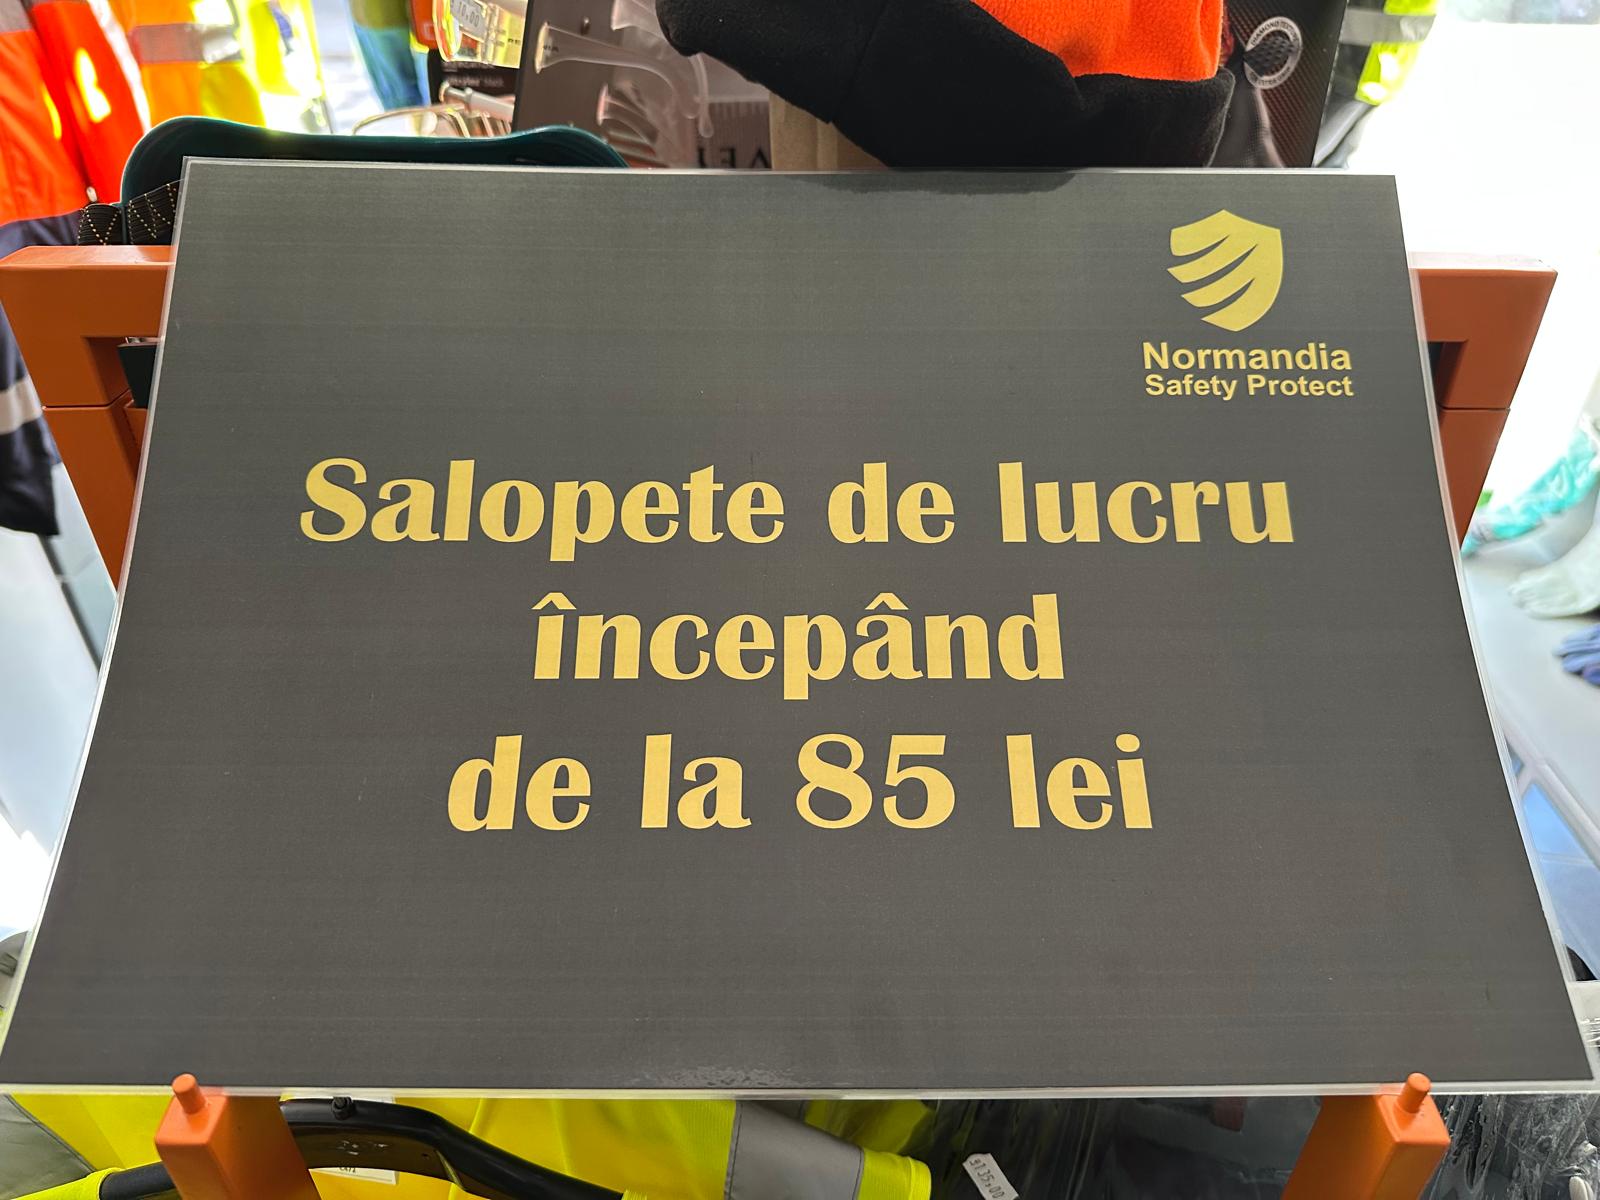 Normandia
Safety Protect
Salopete de lucru
începând
de la 85 lei